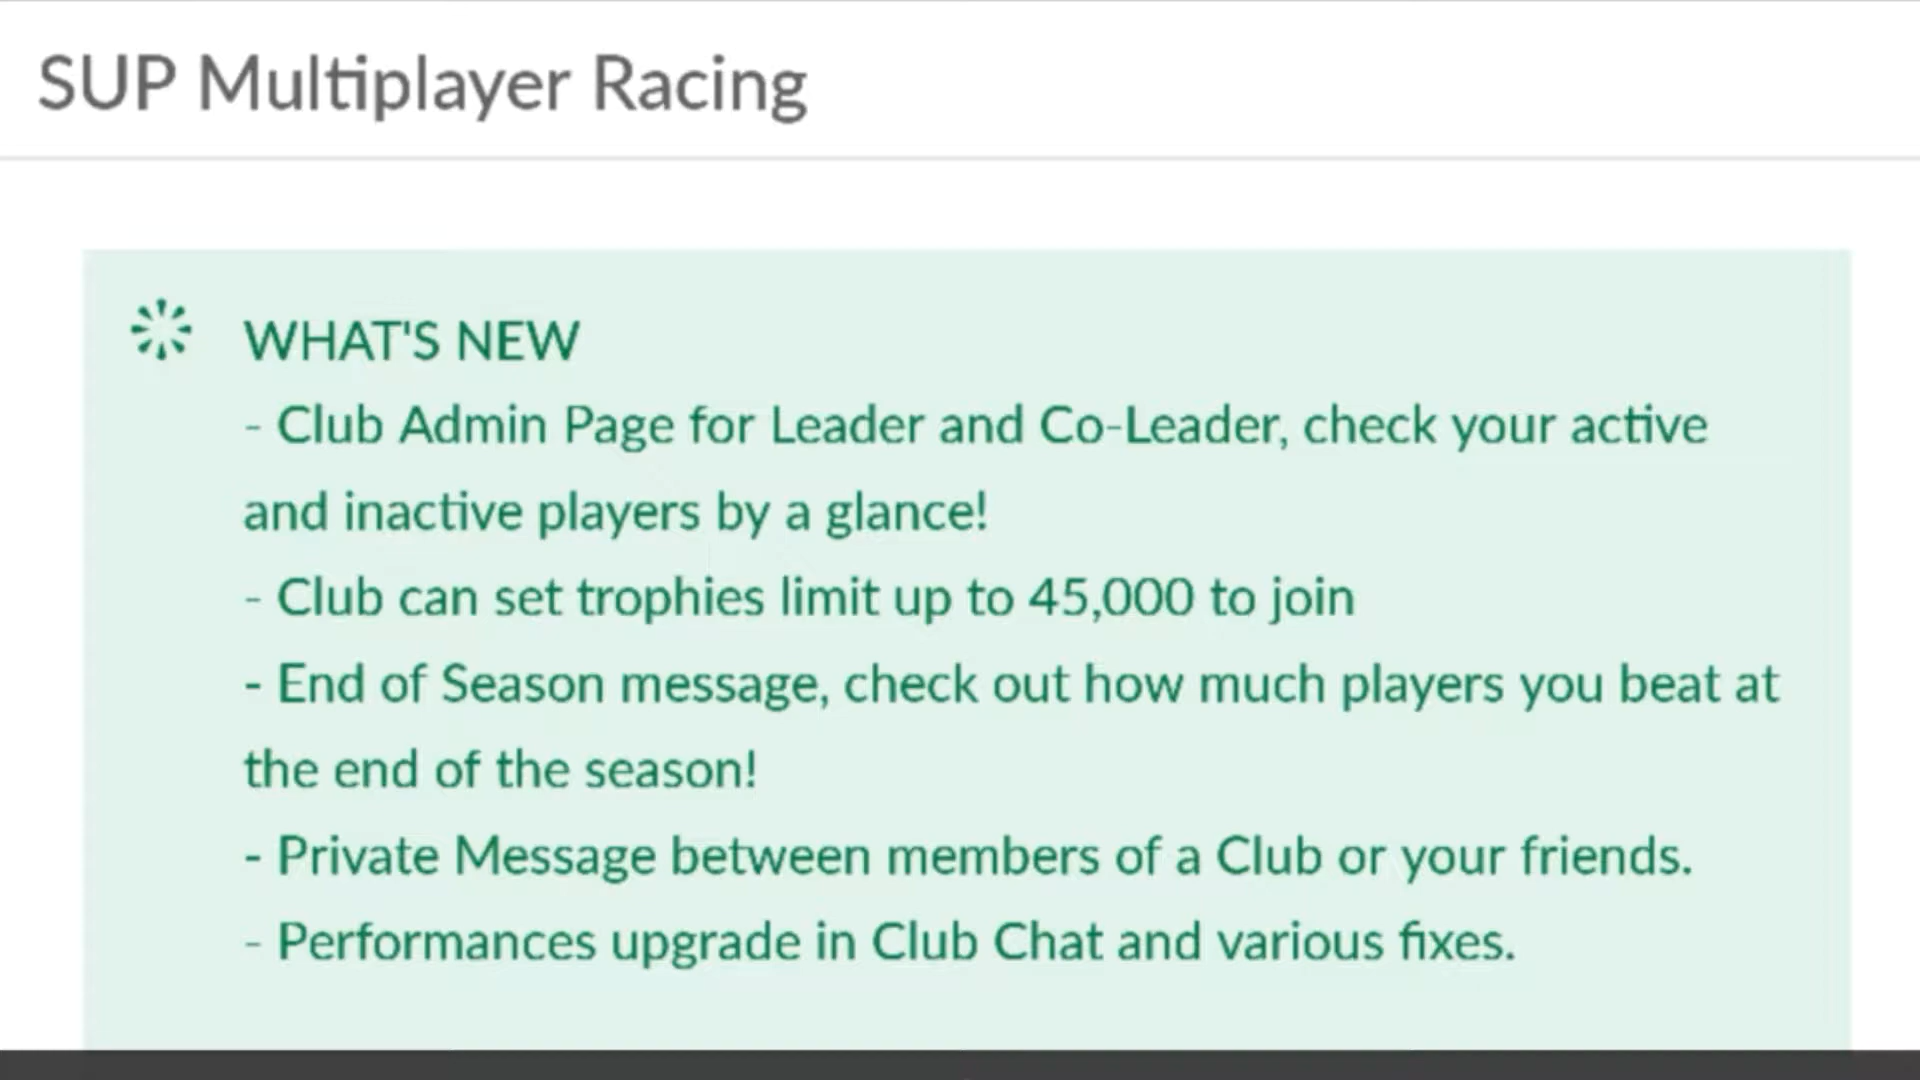 SUP Multiplayer Racing
WHAT'S NEW
- Club Admin Page for Leader and Co-Leader, check your active
and inactive players by a glance!
- Club can set trophies limit up to 45,000 to join
- End of Season message, check out how much players you beat at
the end of the season!
- Private Message between members of a Club or your friends.
- Performances upgrade in Club Chat and various fixes.